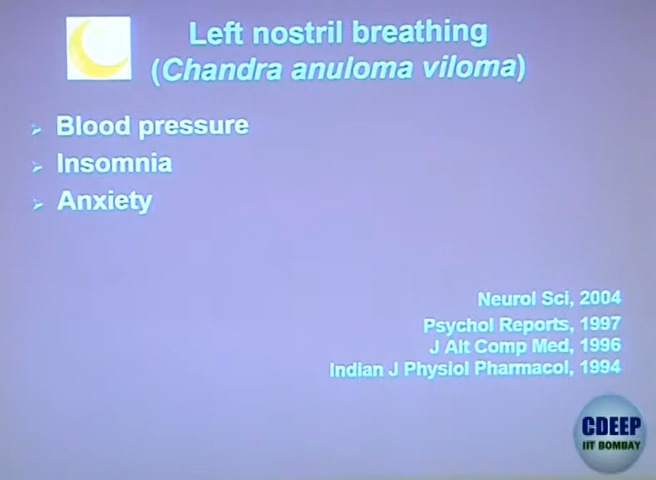 Left nostril breathing
(Chandra anuloma viloma)
Blood pressure
Insomnia
Anxiety
Neurol Sci, 2004
Psychol Reports, 1997
J Alt Comp Med, 1996
Indian J Physiol Pharmacol, 1994
CDEEP
IIT BOMBAY